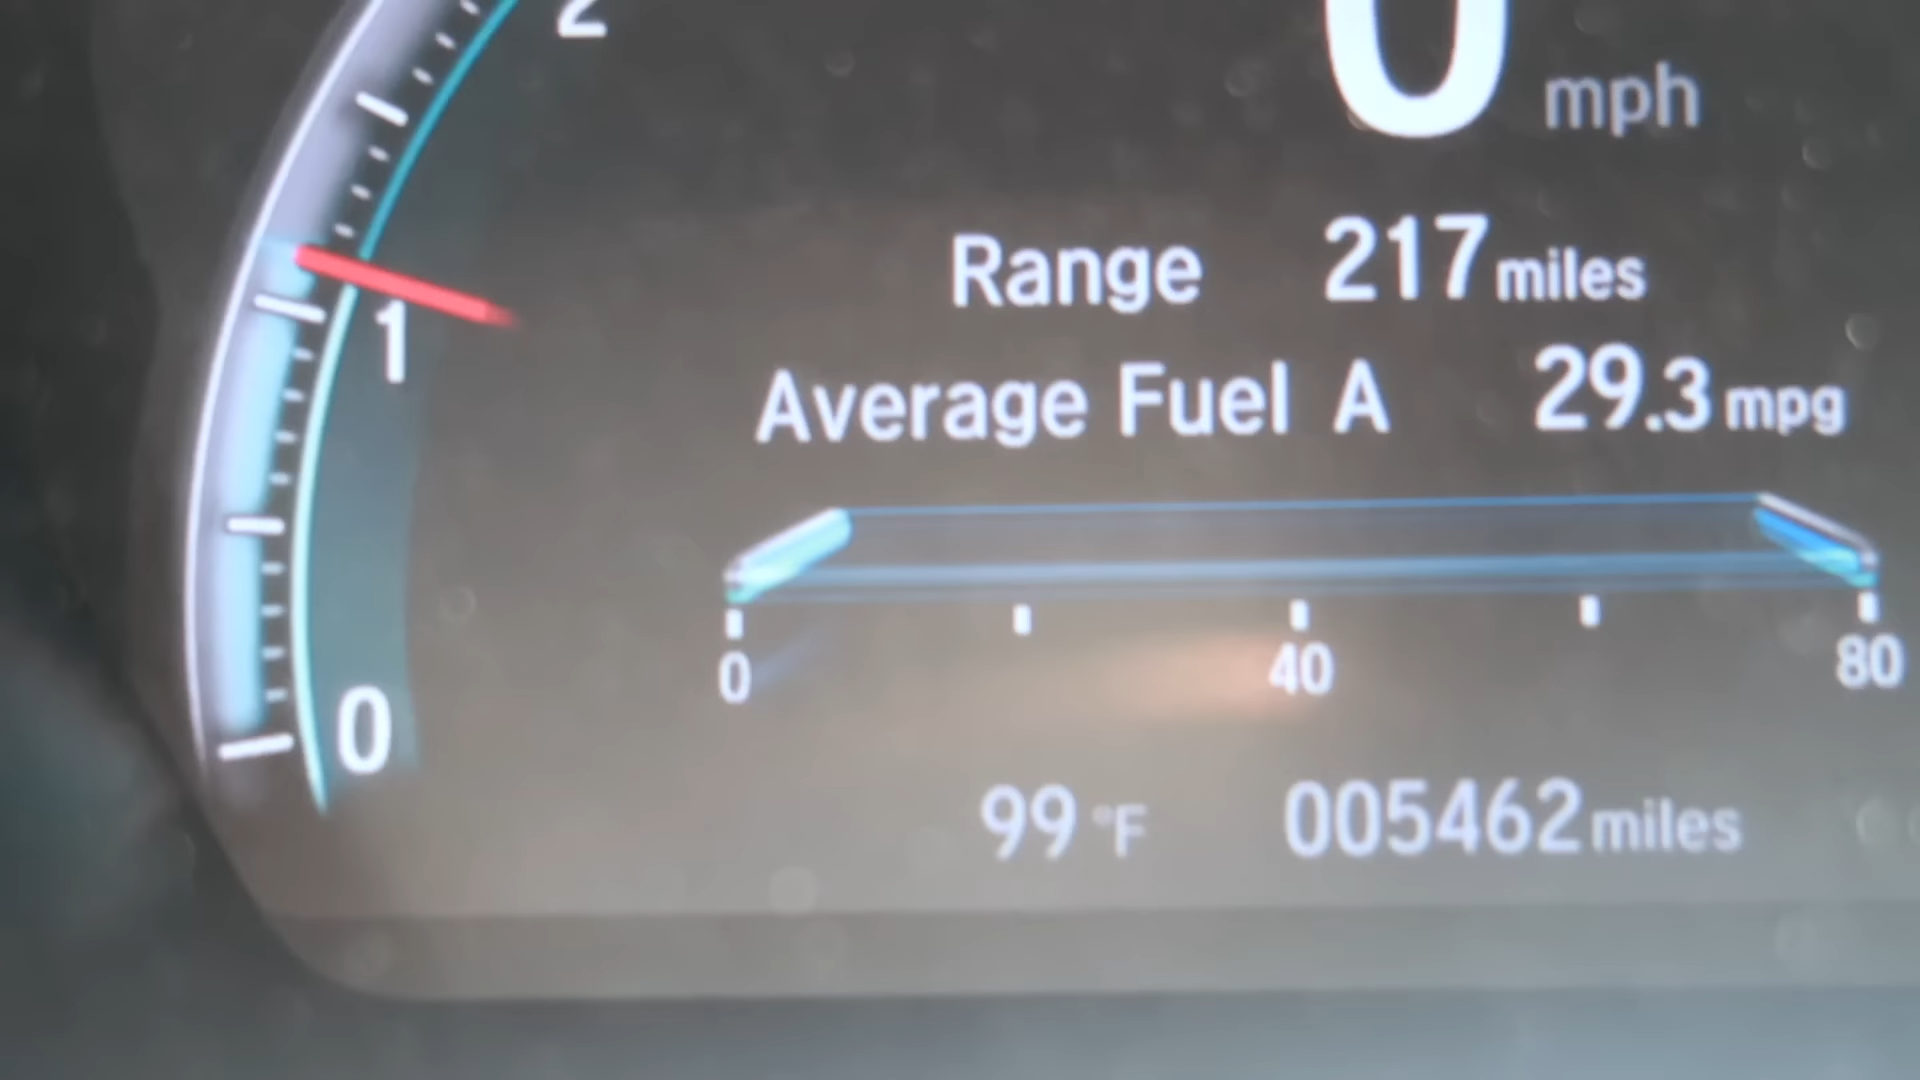 2
0 mph
Range 217 miles
1
Average Fuel A 29.3 mpg
0 40 80
0
99 °F 005462 miles